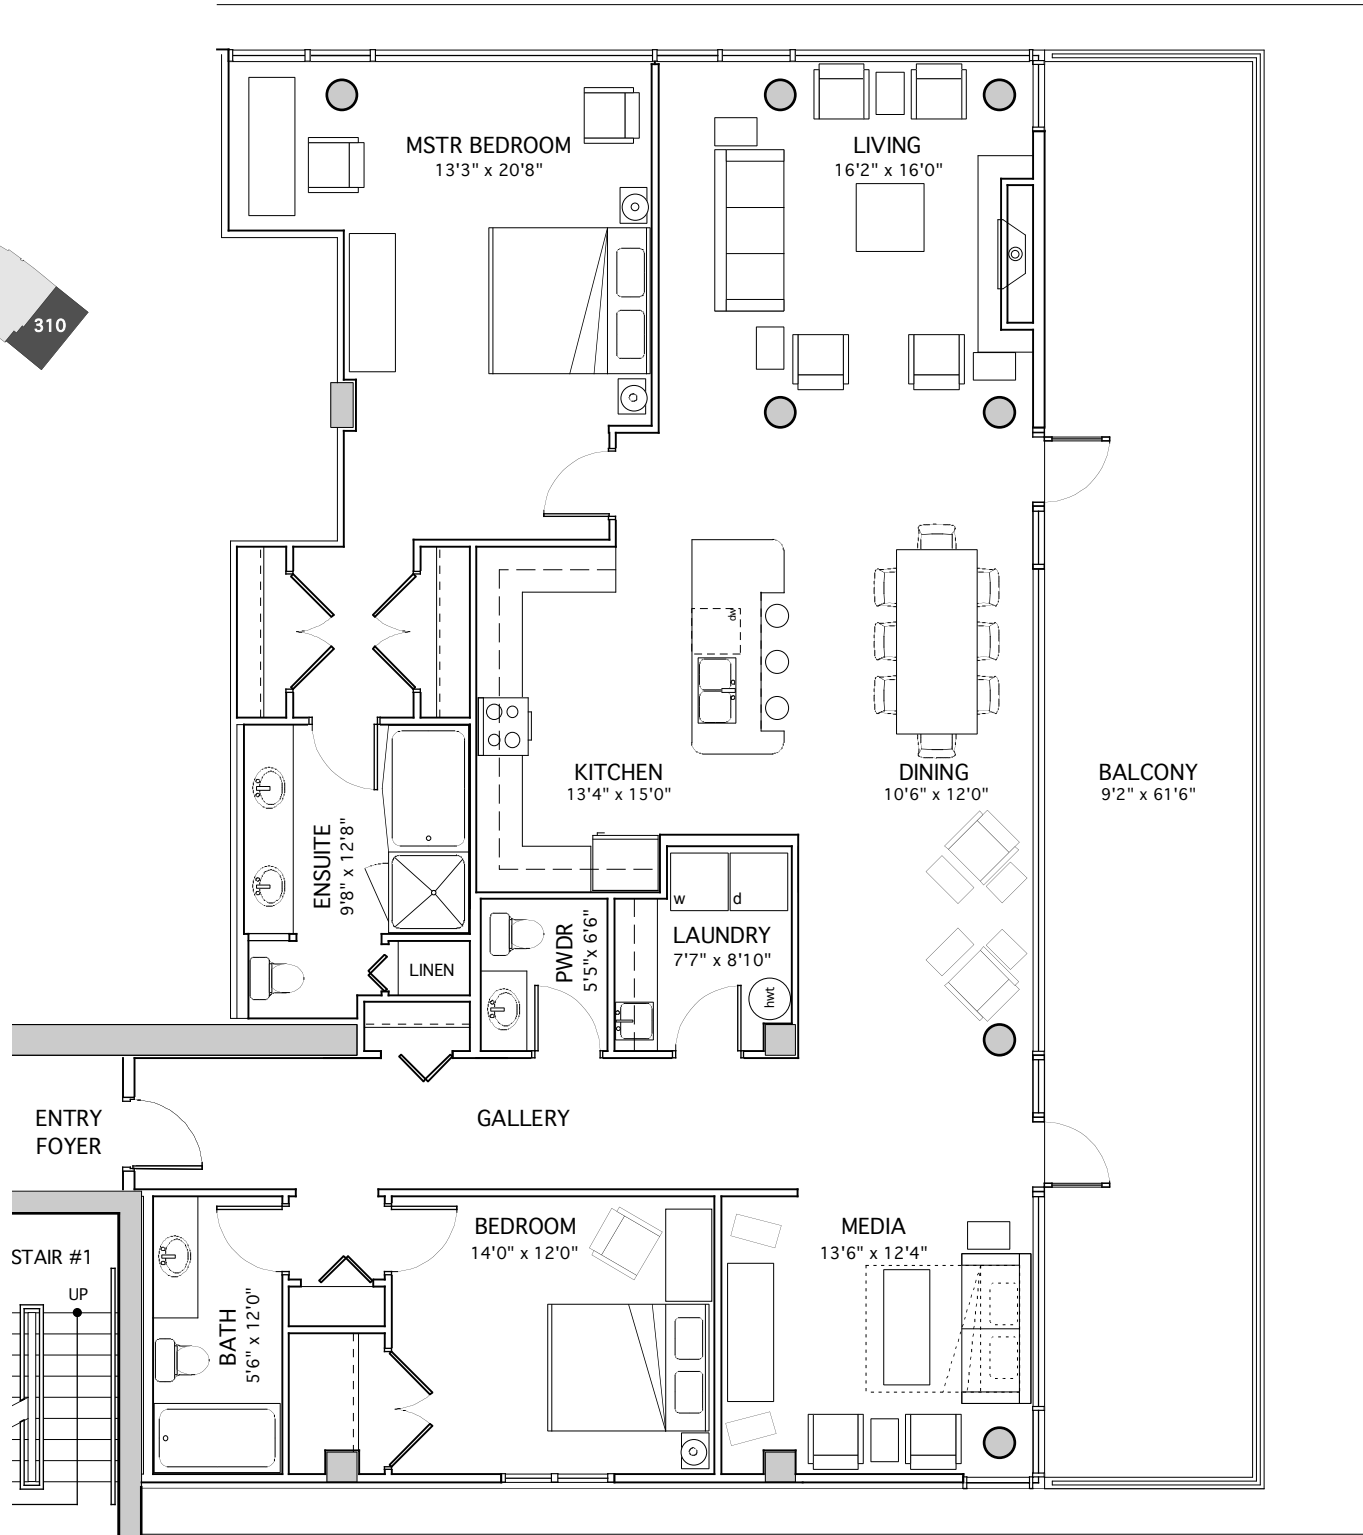 MSTR BEDROOM
13'3" x 20'8"
LIVING
16'2" x 16'0"
310
dw
KITCHEN
13'4" x 15'0"
DINING
10'6" x 12'0"
BALCONY
9'2" x 61'6"
ENSUITE
9'8" x 12'8"
w
d
LAUNDRY
7'7" x 8'10"
PWDR
5'5"x 6'6"
LINEN
hwt
ENTRY
FOYER
GALLERY
BEDROOM
14'0" x 12'0"
MEDIA
13'6" x 12'4"
STAIR #1
UP
BATH
5'6" x 12'0"